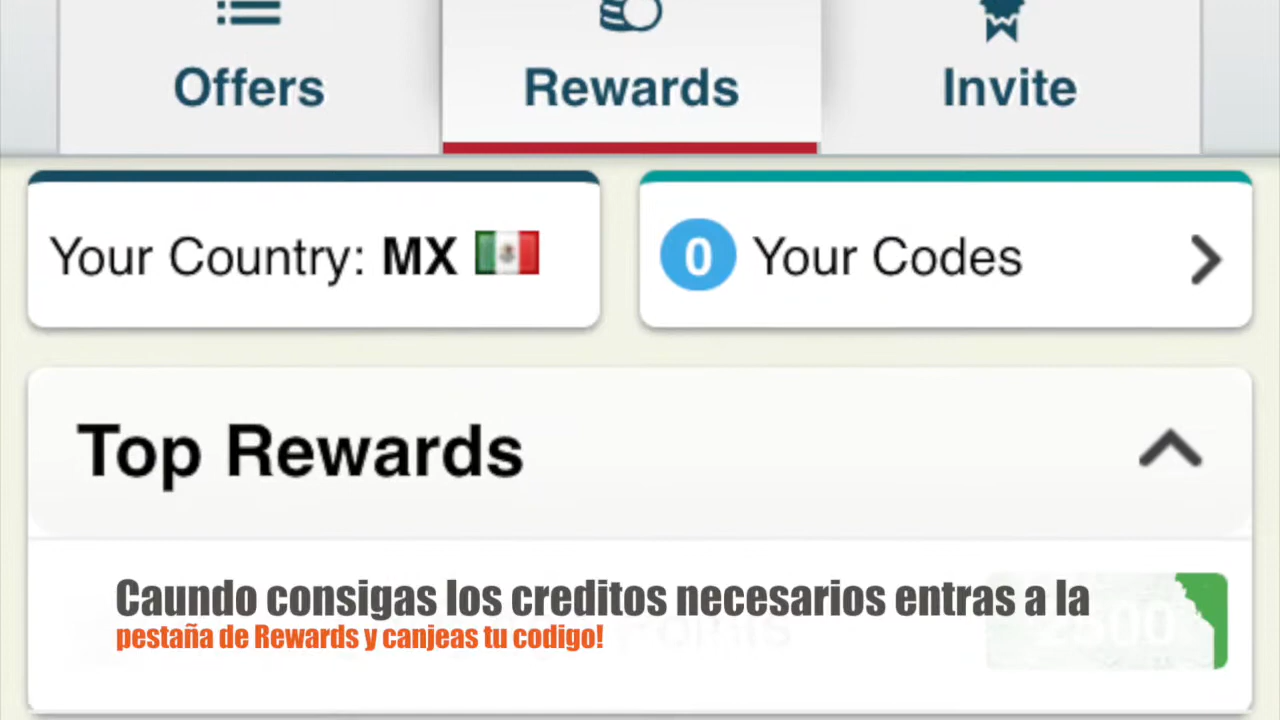 Offers Rewards Invite
Your Country: MX 0 Your Codes
Top Rewards
Caundo consigas los creditos necesarios entras a la
pestaña de Rewards y canjeas tu codigo!